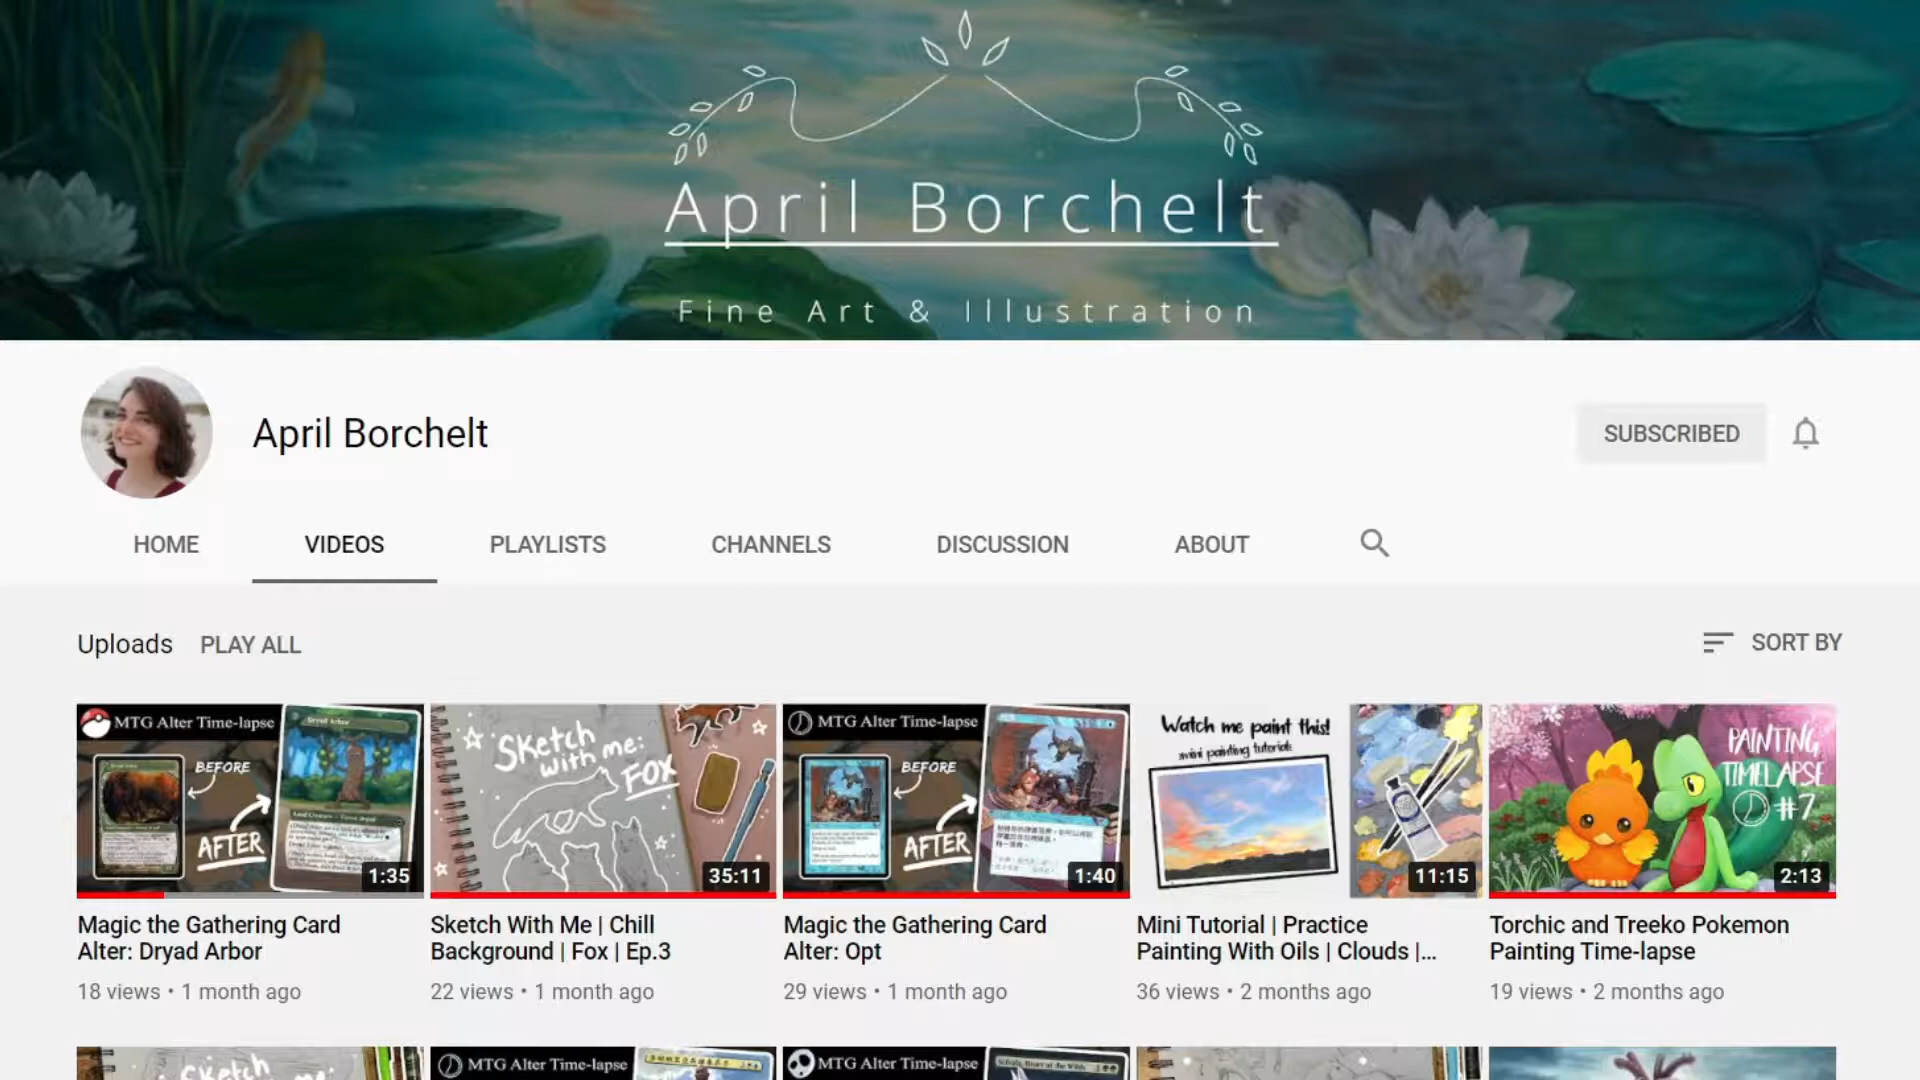 April Borchelt
Fine Art & Illustration
April Borchelt
SUBSCRIBED
HOME
VIDEOS
PLAYLISTS
CHANNELS
DISCUSSION
ABOUT
Uploads
PLAY ALL
SORT BY
MTG Alter Time-lapse
Dryad Arbor
BEFORE
AFTER
1:35
Magic the Gathering Card
Alter: Dryad Arbor
18 views • 1 month ago
Sketch
with me:
FOX
35:11
Sketch With Me | Chill
Background | Fox | Ep.3
22 views • 1 month ago
MTG Alter Time-lapse
BEFORE
AFTER
1:40
Magic the Gathering Card
Alter: Opt
29 views • 1 month ago
Watch me paint this!
mini painting tutorial
11:15
Mini Tutorial | Practice
Painting With Oils | Clouds |...
36 views • 2 months ago
PAINTING
TIMELAPSE
#7
2:13
Torchic and Treeko Pokemon
Painting Time-lapse
19 views • 2 months ago
Sketch
MTG Alter Time-lapse
MTG Alter Time-lapse